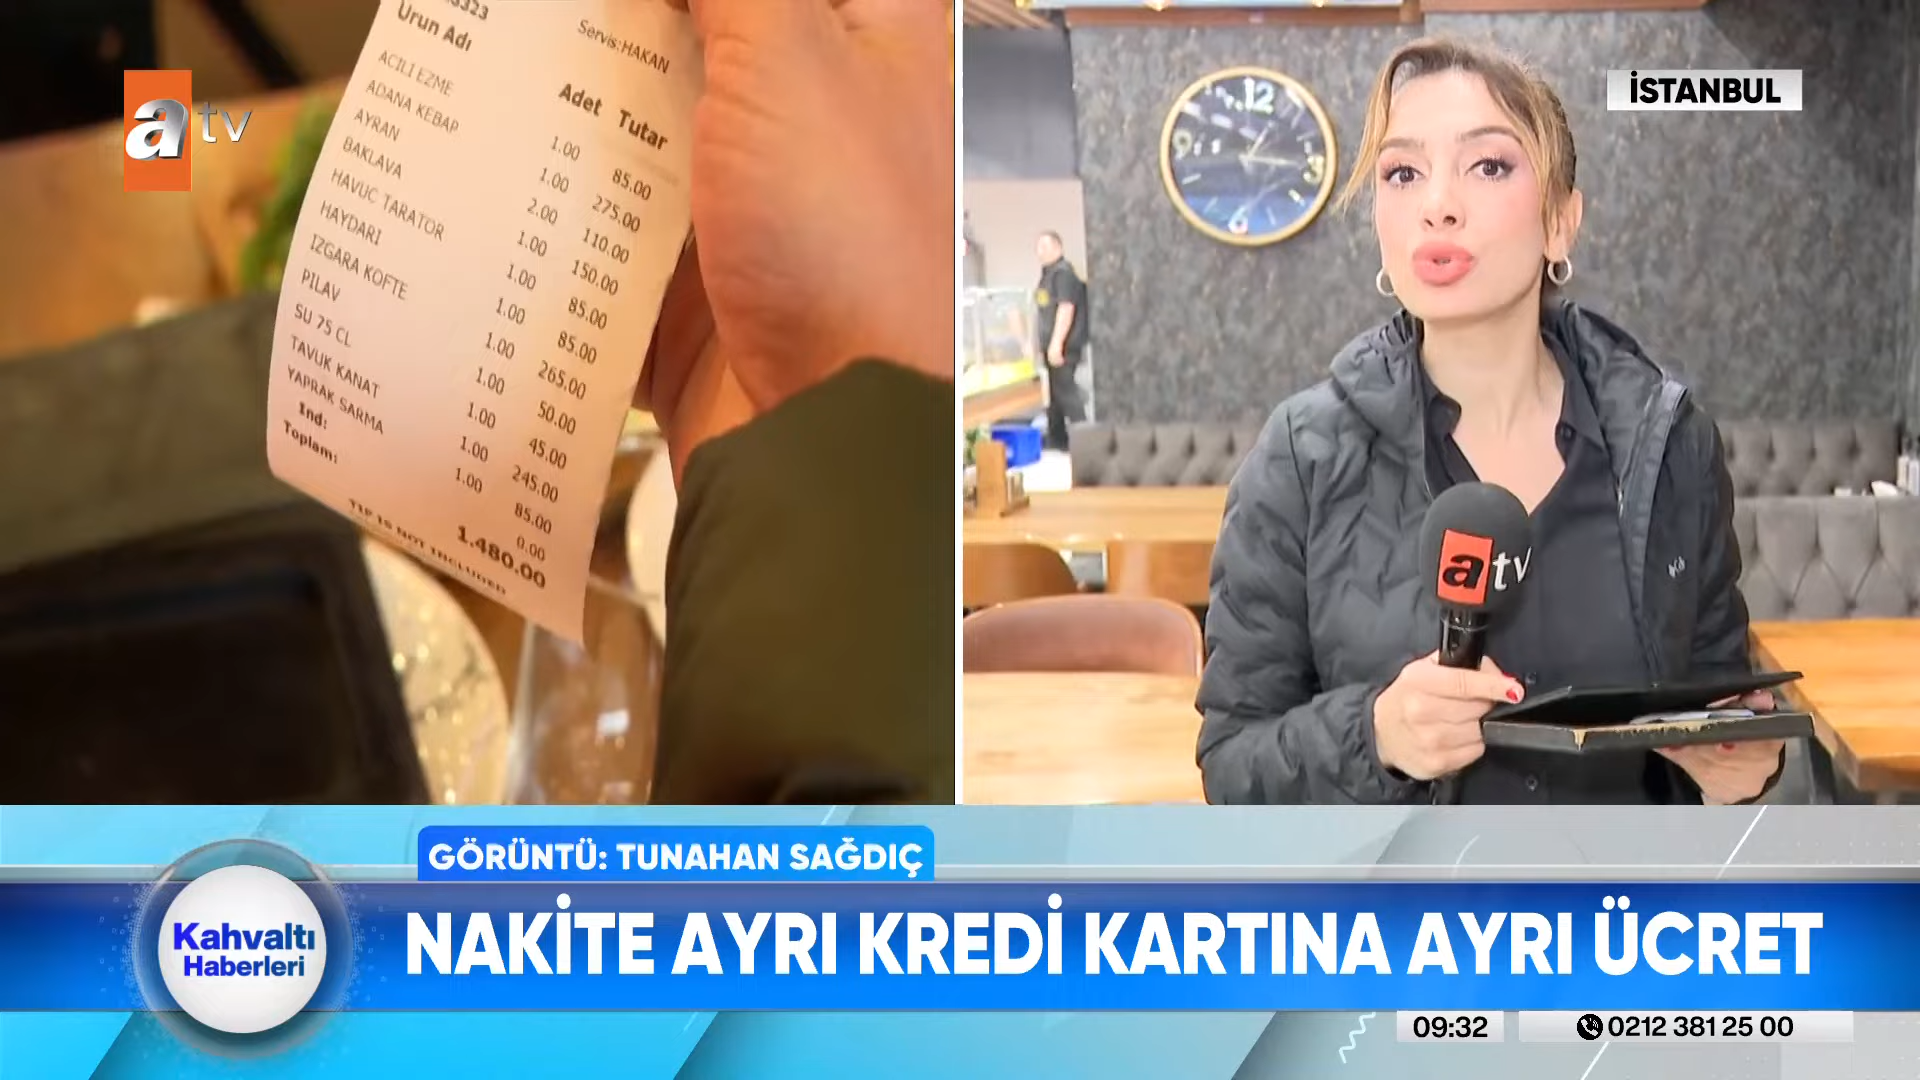 3323
Servis:HAKAN
Urun Adı Adet Tutar
ACILI EZME 1.00 85.00
ADANA KEBAP 1.00 275.00
AYRAN 2.00 110.00
BAKLAVA 1.00 150.00
HAVUC TARATOR 1.00 85.00
HAYDARI 1.00 85.00
IZGARA KOFTE 1.00 265.00
PILAV 1.00 50.00
SU 75 CL 1.00 45.00
TAVUK KANAT 1.00 245.00
YAPRAK SARMA 1.00 85.00
Ind: 0.00
Toplam: 1.480.00
TIP IS NOT INCLUDED
atv
İSTANBUL
12
9
6
atv
GÖRÜNTÜ: TUNAHAN SAĞDIÇ
Kahvaltı
Haberleri
NAKİTE AYRI KREDİ KARTINA AYRI ÜCRET
09:32
0212 381 25 00